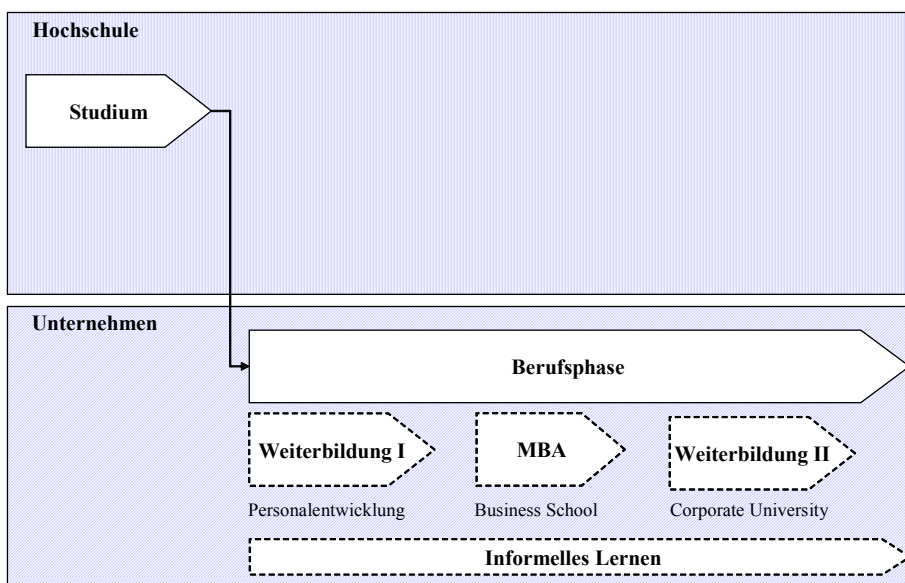 Hochschule
Studium
Unternehmen
Berufsphase
Weiterbildung I
MBA
Weiterbildung II
Personalentwicklung
Business School
Corporate University
Informelles Lernen